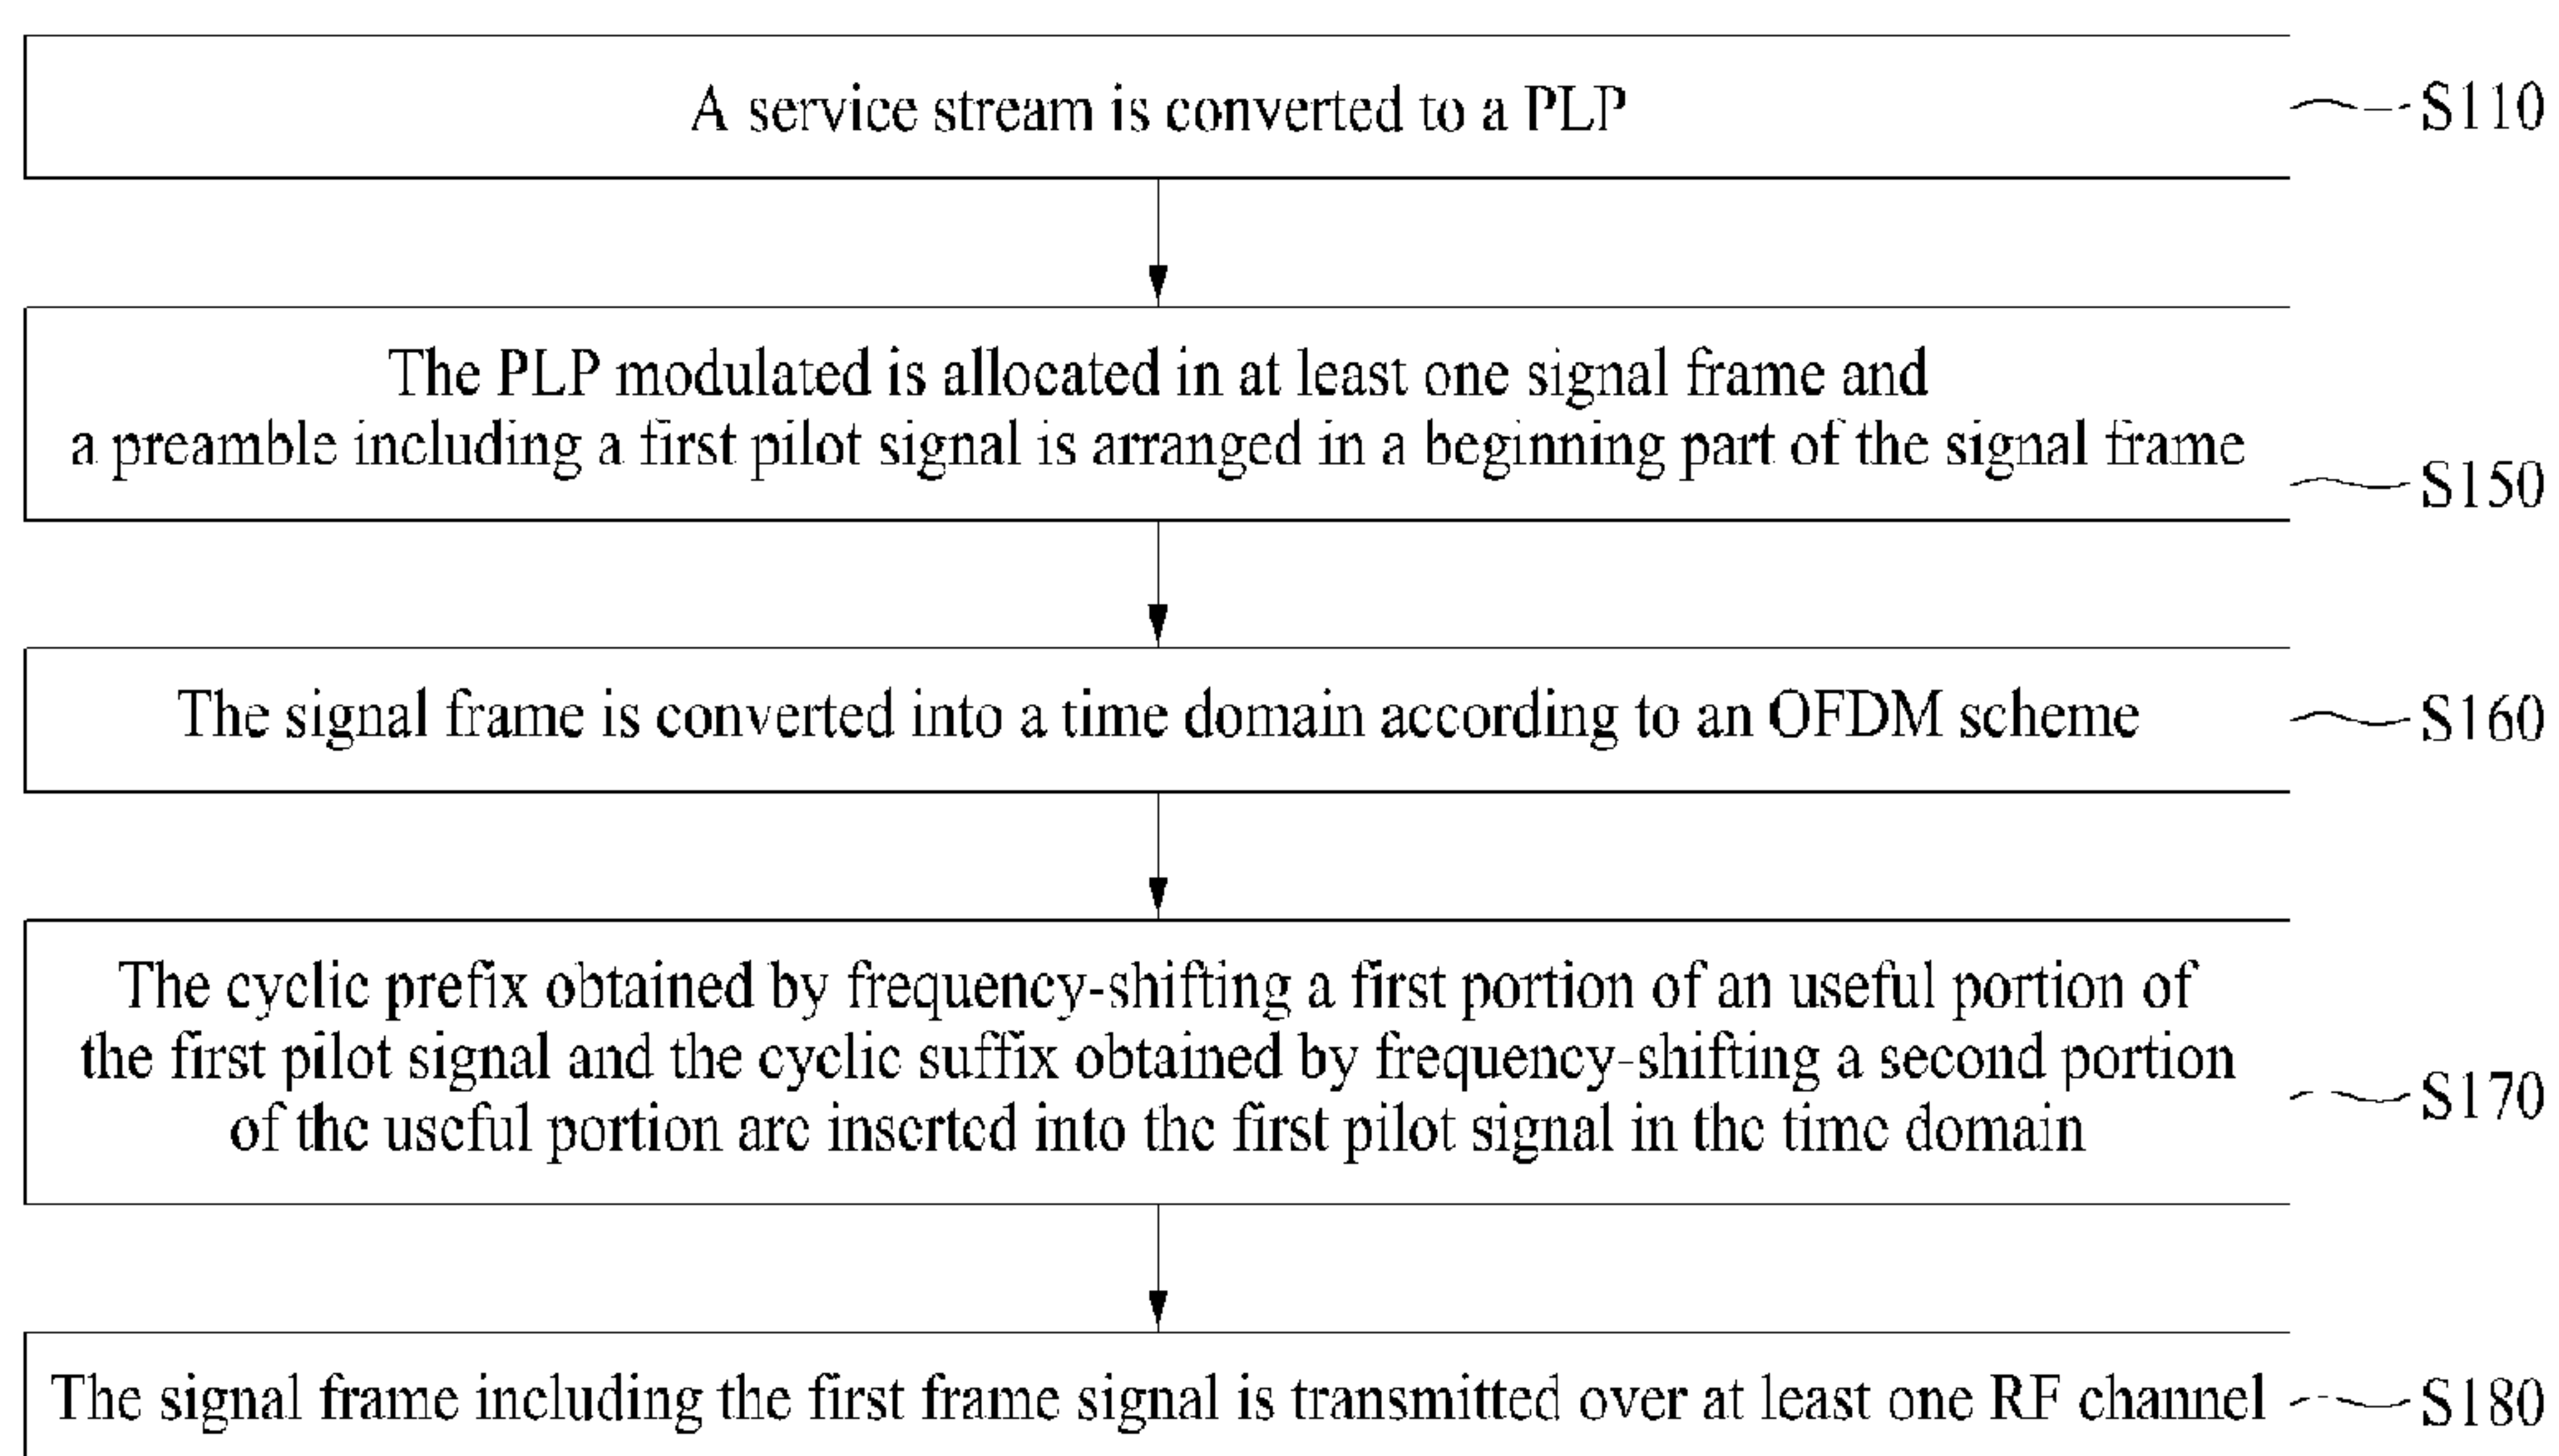 A service stream is converted to a PLP
S110
The PLP modulated is allocated in at least one signal frame and
a preamble including a first pilot signal is arranged in a beginning part of the signal frame
S150
The signal frame is converted into a time domain according to an OFDM scheme
S160
The cyclic prefix obtained by frequency-shifting a first portion of an useful portion of
the first pilot signal and the cyclic suffix obtained by frequency-shifting a second portion
of the useful portion are inserted into the first pilot signal in the time domain
S170
The signal frame including the first frame signal is transmitted over at least one RF channel
S180